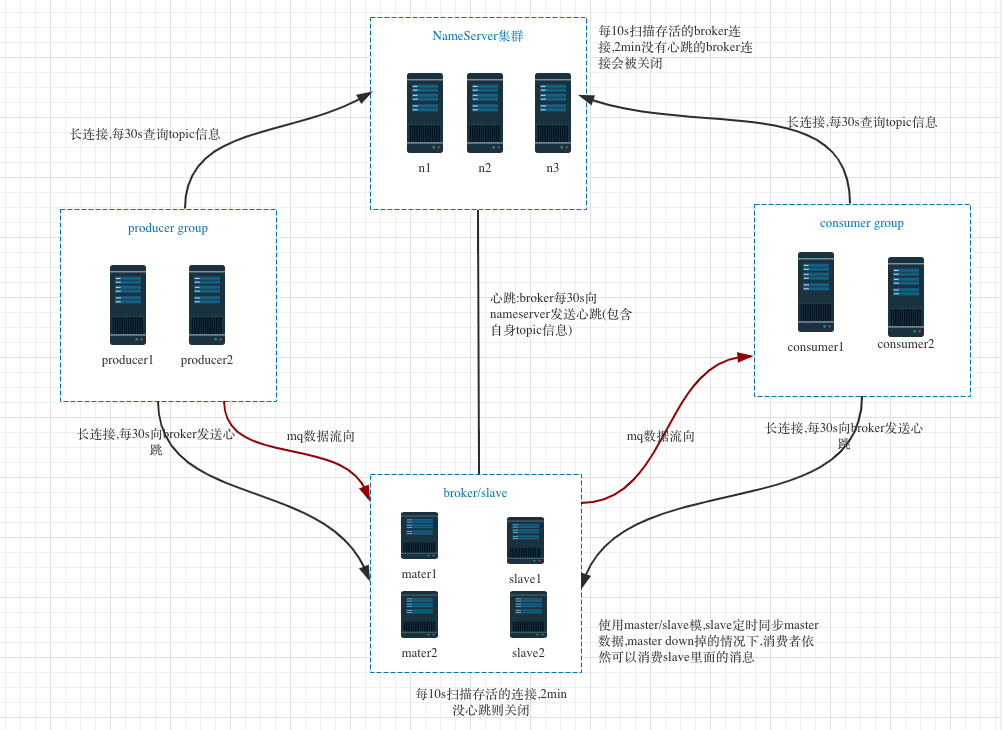 NameServer集群
每10s扫描存活的broker连
接,2min没有心跳的broker连
接会被关闭
n1
n2
n3
长连接,每30s查询topic信息
长连接,每30s查询topic信息
producer group
producer1
producer2
consumer group
consumer1
consumer2
心跳:broker每30s向
nameserver发送心跳(包含
自身topic信息)
长连接,每30s向broker发送心
跳
mq数据流向
mq数据流向
长连接,每30s向broker发送心
跳
broker/slave
mater1
slave1
mater2
slave2
使用master/slave模,slave定时同步master
数据,master down掉的情况下,消费者依
然可以消费slave里面的消息
每10s扫描存活的连接,2min
没心跳则关闭